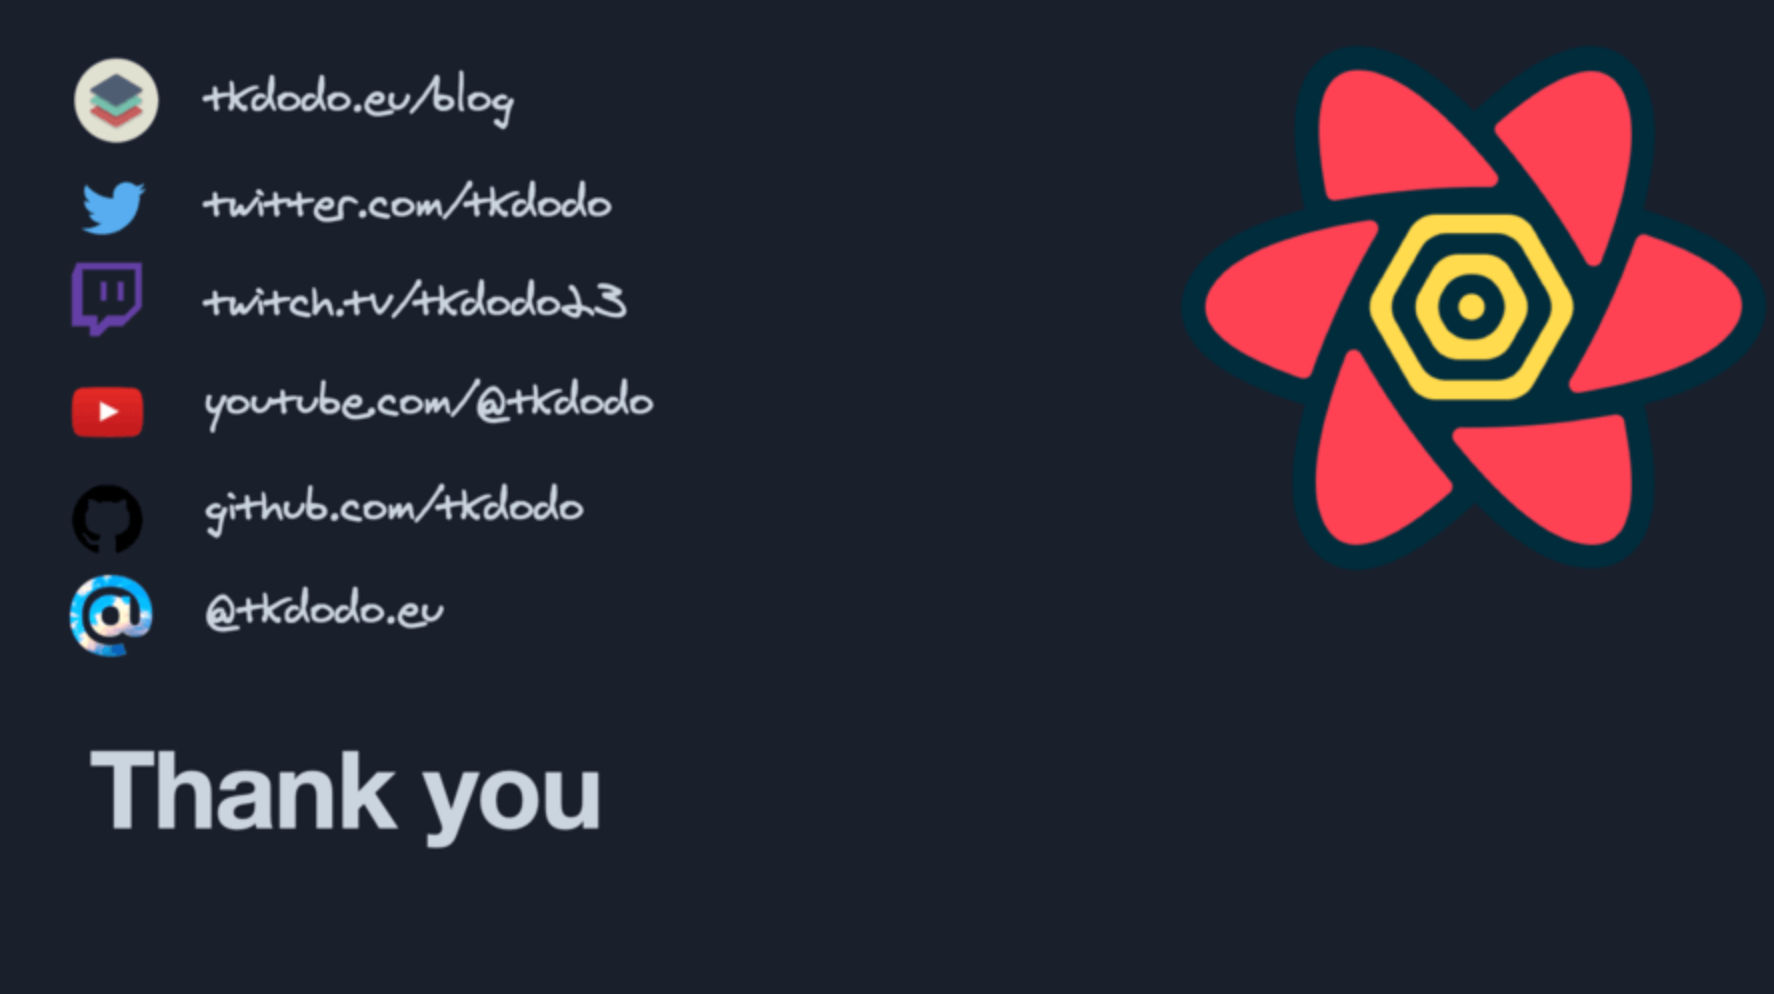 tkdodo.eu/blog
twitter.com/tkdodo
twitch.tv/tkdodo23
youtube.com/@tkdodo
github.com/tkdodo
@tkdodo.eu
Thank you